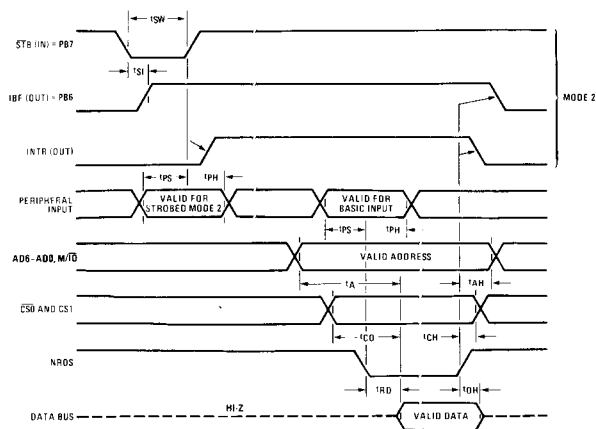 tSW
STB (IN) = PB7
tSI
IBF (OUT) = PB6
MODE 2
INTR (OUT)
tPS
tPH
PERIPHERAL
INPUT
VALID FOR
STROBED MODE 2
VALID FOR
BASIC INPUT
tPS
tPH
AD6–AD0, M/IO
VALID ADDRESS
tA
tAH
CS0 AND CS1
tCO
tCH
NRDS
tRD
tDH
DATA BUS
HI-Z
VALID DATA